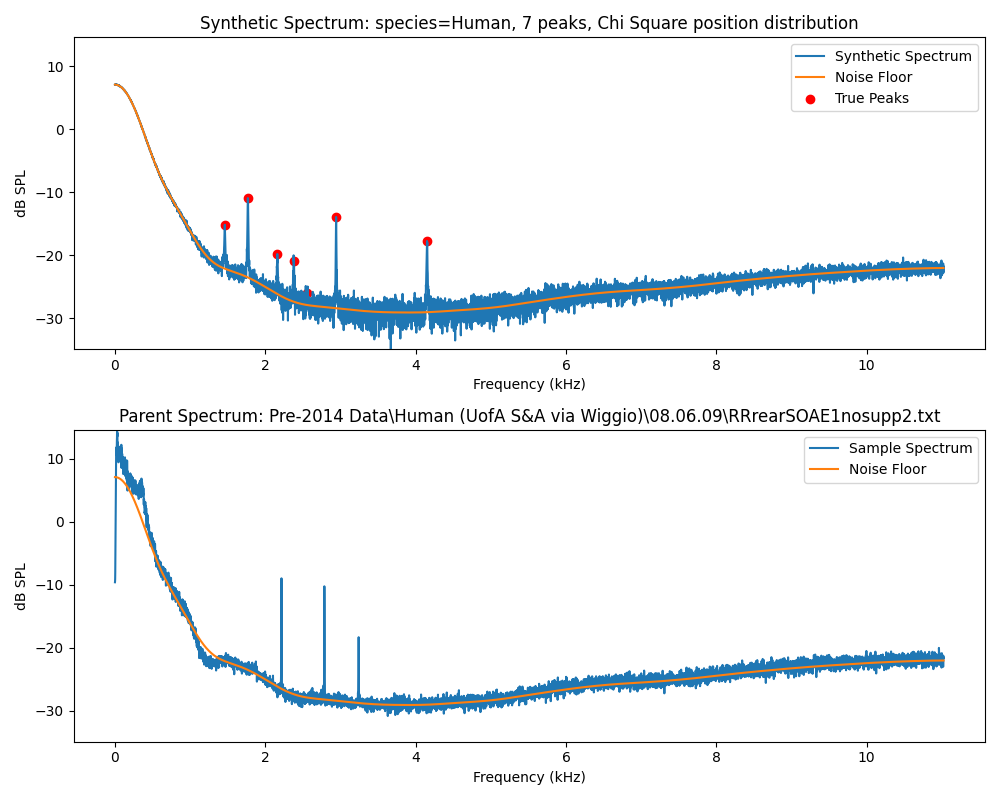 Synthetic Spectrum: species=Human, 7 peaks, Chi Square position distribution
10
0
−10
−20
−30
dB SPL
Synthetic Spectrum
Noise Floor
True Peaks
0 2 4 6 8 10
Frequency (kHz)
Parent Spectrum: Pre-2014 Data\Human (UofA S&A via Wiggio)\08.06.09\RRrearSOAE1nosupp2.txt
10
0
−10
−20
−30
dB SPL
Sample Spectrum
Noise Floor
0 2 4 6 8 10
Frequency (kHz)